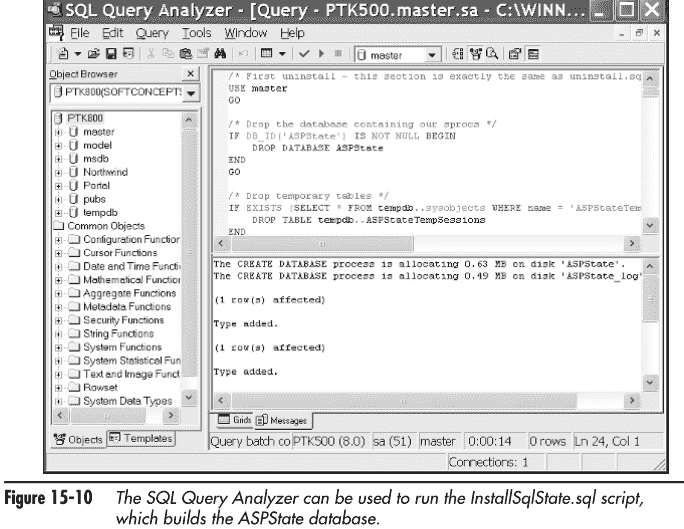 SQL Query Analyzer - [Query - PTK500.master.sa - C:\WINN...
File Edit Query Tools Window Help
master
Object Browser
PTK800(SOFTCONCEPTS
PTK800
master
model
msdb
Northwind
Portal
pubs
tempdb
Common Objects
Configuration Function
Cursor Functions
Date and Time Functi
Mathematical Function
Aggregate Functions
Metadata Functions
Security Functions
String Functions
System Functions
System Statistical Fun
Text and Image Funct
Rowset
System Data Types
Objects Templates
/* First uninstall - this section is exactly the same as uninstall.sq
USE master
GO
/* Drop the database containing our sprocs */
IF DB_ID('ASPState') IS NOT NULL BEGIN
DROP DATABASE ASPState
END
GO
/* Drop temporary tables */
IF EXISTS (SELECT * FROM tempdb..sysobjects WHERE name = 'ASPStateTem
DROP TABLE tempdb..ASPStateTempSessions
END
The CREATE DATABASE process is allocating 0.63 MB on disk 'ASPState'.
The CREATE DATABASE process is allocating 0.49 MB on disk 'ASPState_log'
(1 row(s) affected)
Type added.
(1 row(s) affected)
Type added.
Grids Messages
Query batch co PTK500 (8.0) sa (51) master 0:00:14 0 rows Ln 24, Col 1
Connections: 1
Figure 15-10 The SQL Query Analyzer can be used to run the InstallSqlState.sql script,
which builds the ASPState database.